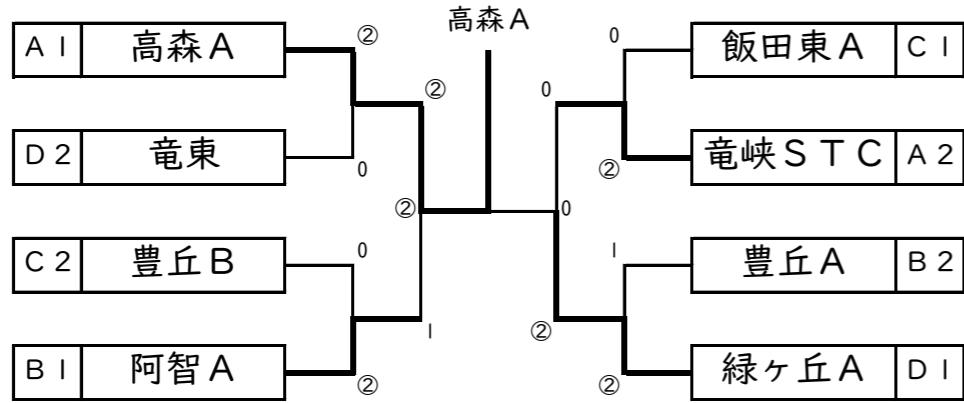 高森A
A1 高森A ② 0 飯田東A C1
② 0
D2 竜東 0 ② 竜峡STC A2
② 0
C2 豊丘B 0 1 豊丘A B2
1 ②
B1 阿智A ② ② 緑ヶ丘A D1